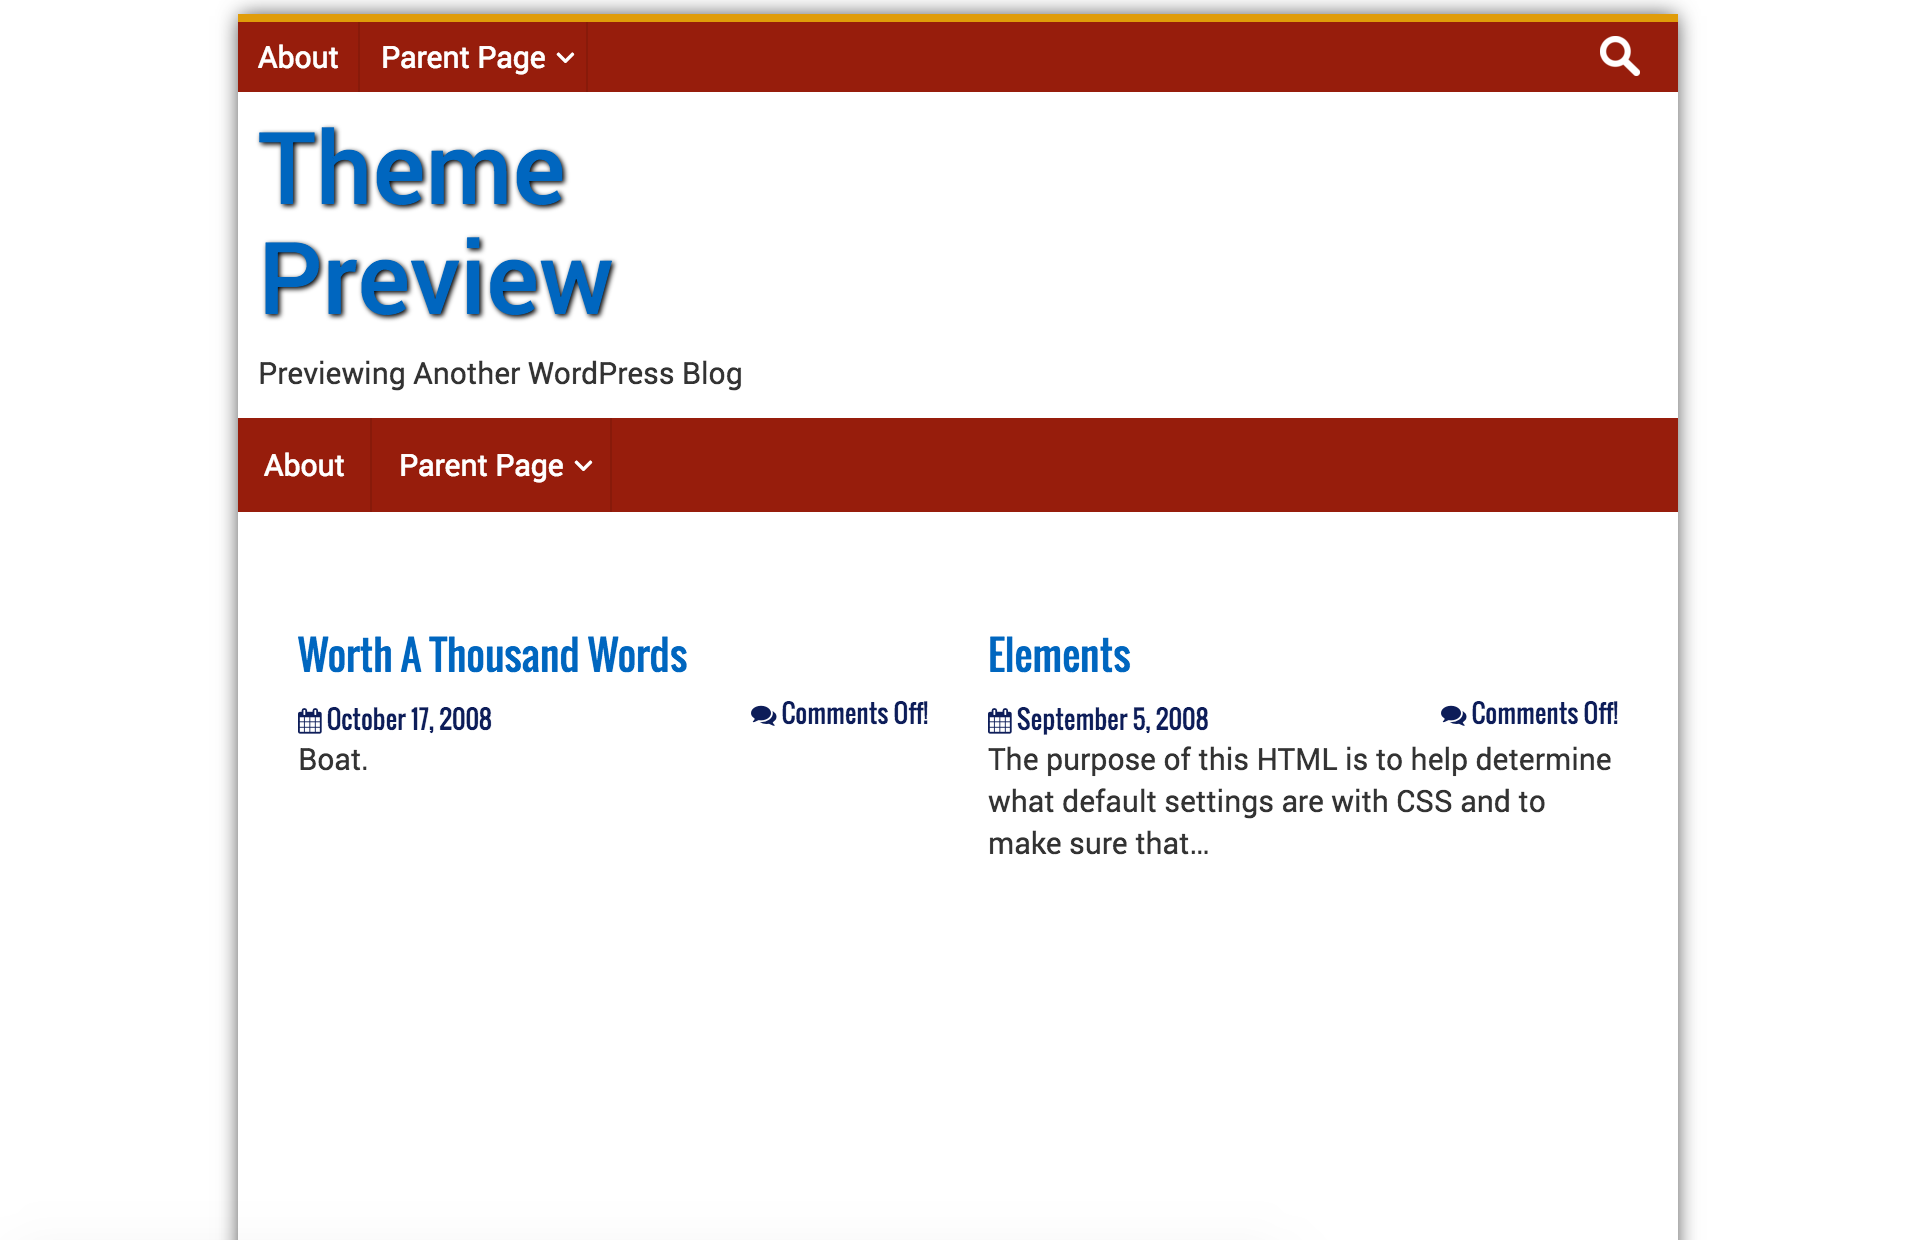 About
Parent Page
Theme
Preview
Previewing Another WordPress Blog
About
Parent Page
Worth A Thousand Words
October 17, 2008
Comments Off!
Boat.
Elements
September 5, 2008
Comments Off!
The purpose of this HTML is to help determine
what default settings are with CSS and to
make sure that...